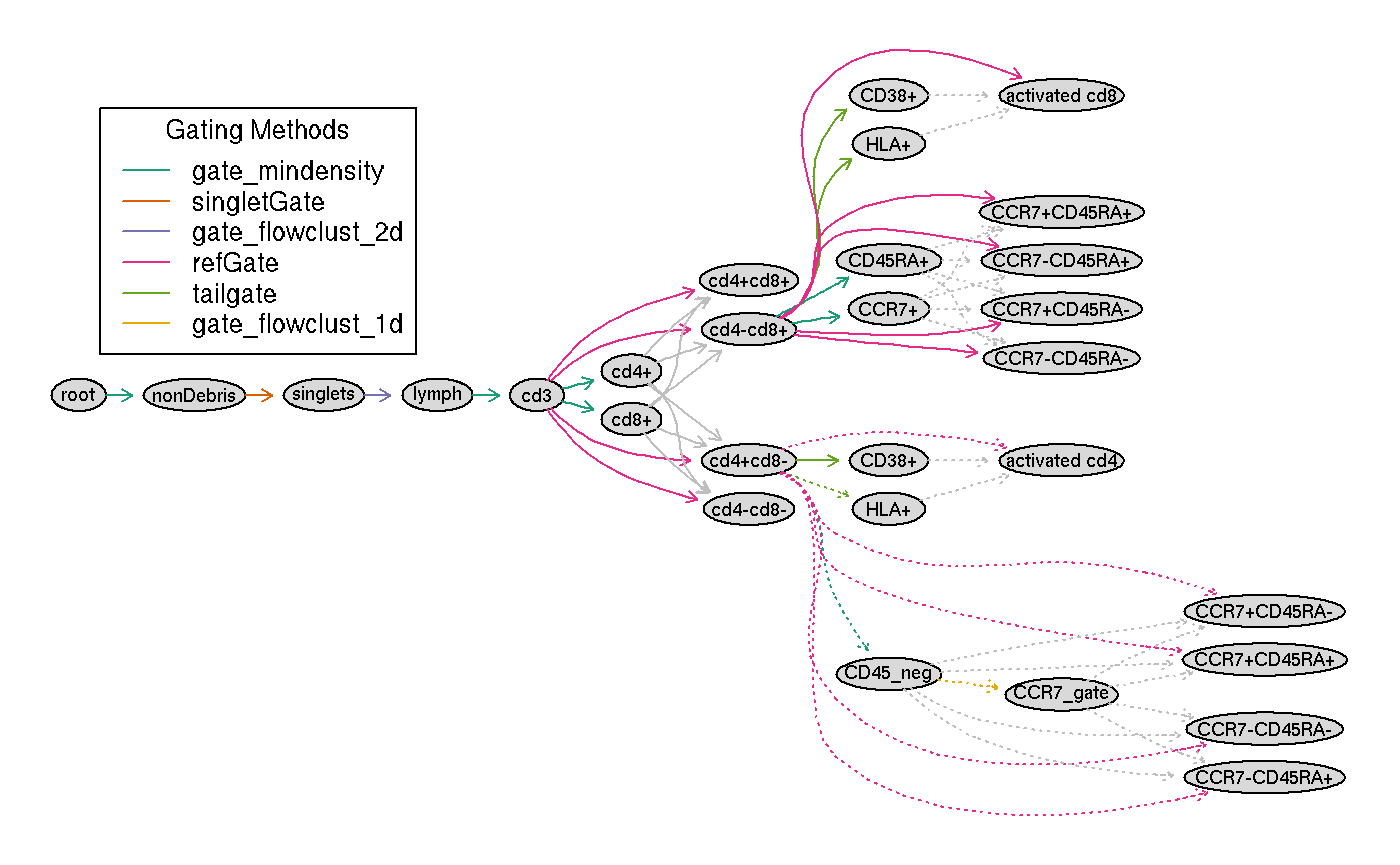 Gating Methods
gate_mindensity
singletGate
gate_flowclust_2d
refGate
tailgate
gate_flowclust_1d
root
nonDebris
singlets
lymph
cd3
cd4+
cd8+
cd4+cd8+
cd4-cd8+
cd4+cd8-
cd4-cd8-
CD38+
HLA+
activated cd8
CD45RA+
CCR7+
CCR7+CD45RA+
CCR7-CD45RA+
CCR7+CD45RA-
CCR7-CD45RA-
CD38+
HLA+
activated cd4
CD45_neg
CCR7_gate
CCR7+CD45RA-
CCR7+CD45RA+
CCR7-CD45RA-
CCR7-CD45RA+